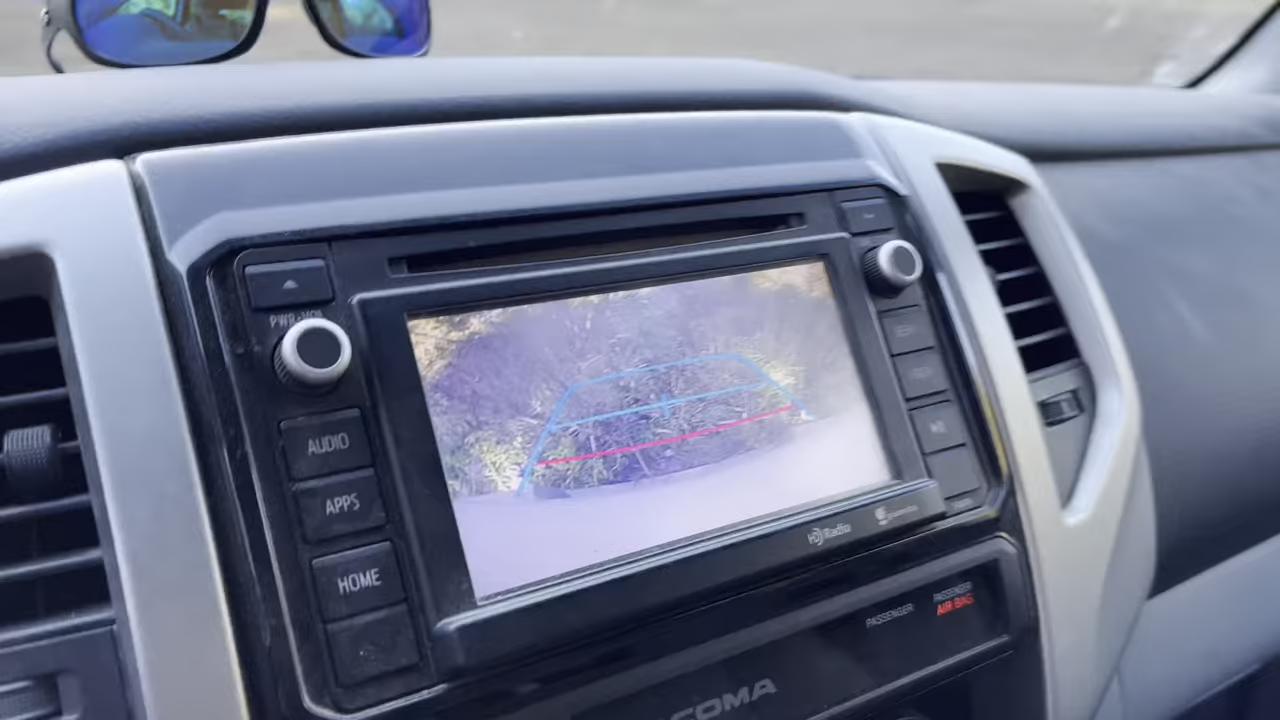 PWR•VOL
AUDIO
APPS
HOME
HD Radio
PASSENGER
PASSENGER
AIR BAG
COMA